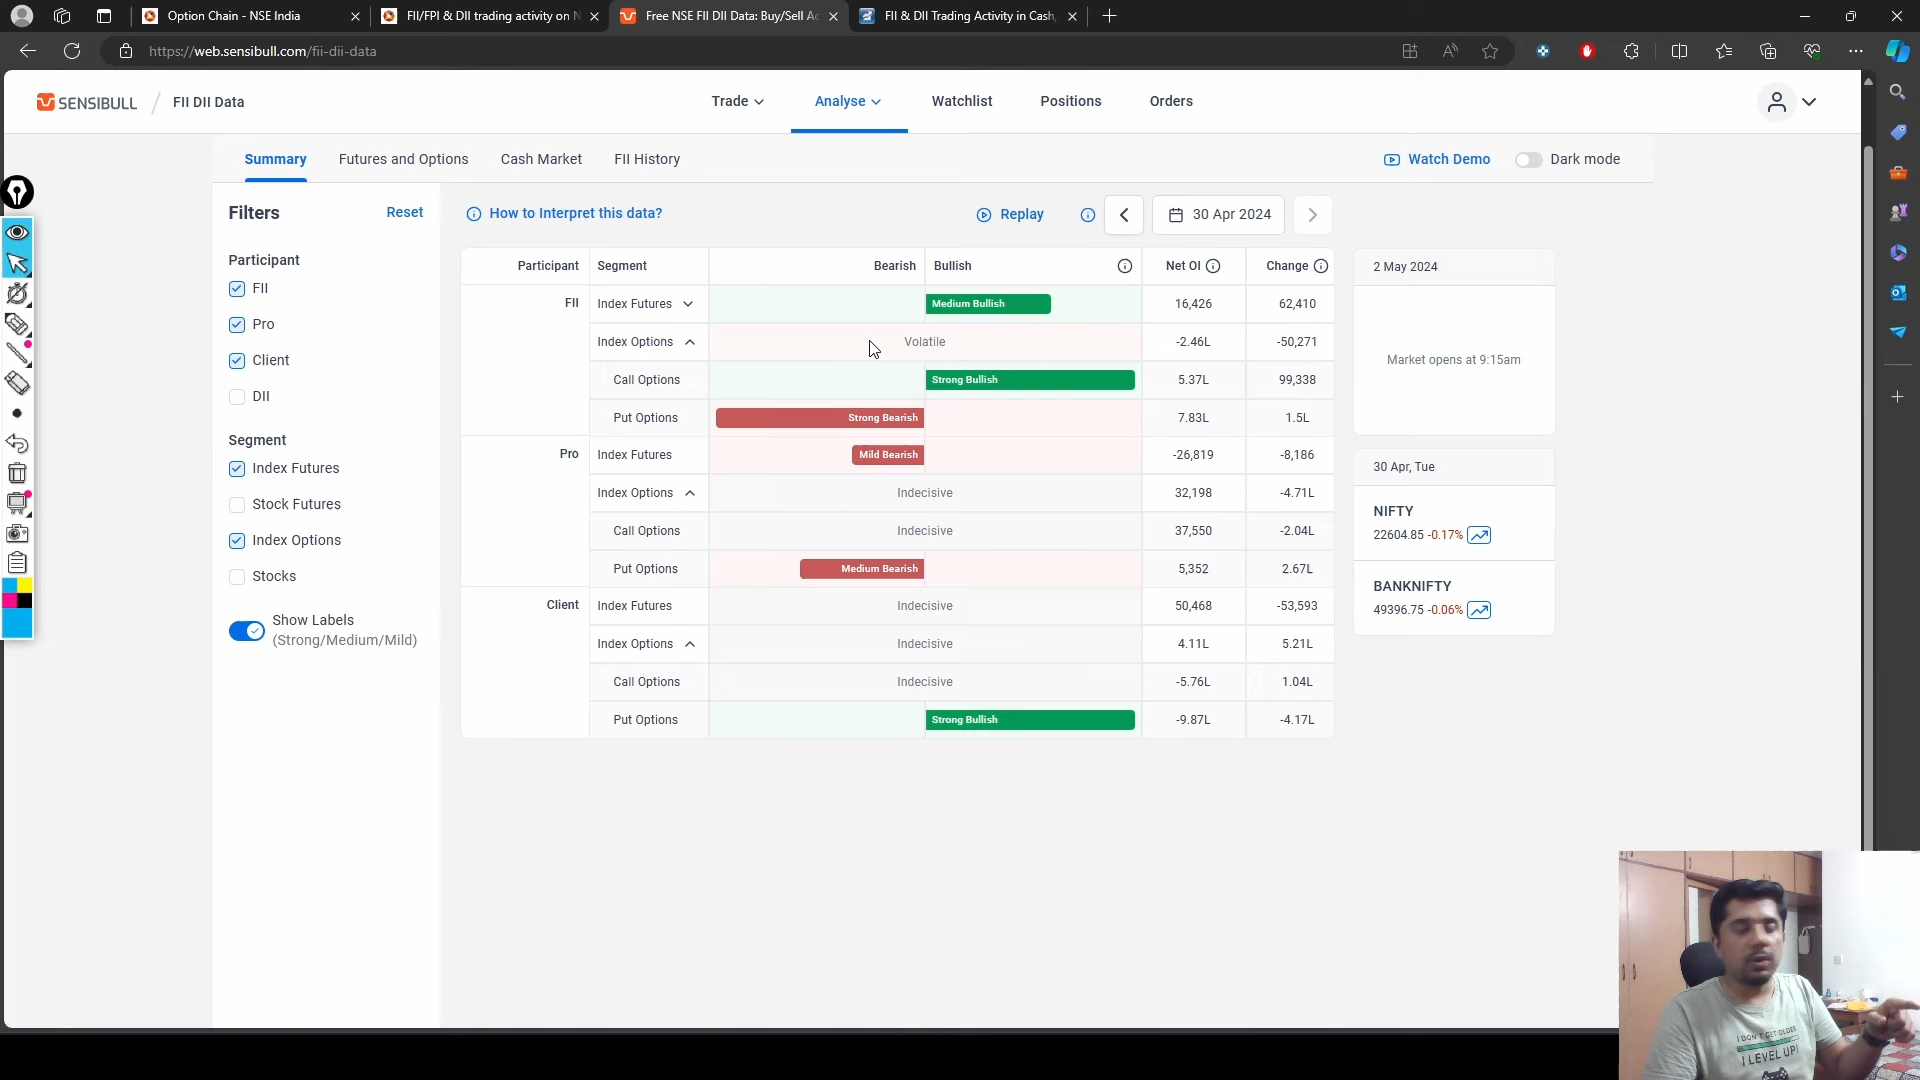 Option Chain - NSE India
FII/FPI & DII trading activity on N
Free NSE FII DII Data: Buy/Sell Ac
FII & DII Trading Activity in Cash,
https://web.sensibull.com/fii-dii-data
SENSIBULL / FII DII Data
Trade
Analyse
Watchlist
Positions
Orders
Summary
Futures and Options
Cash Market
FII History
Watch Demo
Dark mode
Filters
Reset
How to Interpret this data?
Replay
30 Apr 2024
Participant
FII
Pro
Client
DII
Segment
Index Futures
Stock Futures
Index Options
Stocks
Show Labels
(Strong/Medium/Mild)
Participant Segment Bearish Bullish Net OI Change
FII Index Futures Medium Bullish 16,426 62,410
Index Options Volatile -2.46L -50,271
Call Options Strong Bullish 5.37L 99,338
Put Options Strong Bearish 7.83L 1.5L
Pro Index Futures Mild Bearish -26,819 -8,186
Index Options Indecisive 32,198 -4.71L
Call Options Indecisive 37,550 -2.04L
Put Options Medium Bearish 5,352 2.67L
Client Index Futures Indecisive 50,468 -53,593
Index Options Indecisive 4.11L 5.21L
Call Options Indecisive -5.76L 1.04L
Put Options Strong Bullish -9.87L -4.17L
2 May 2024
Market opens at 9:15am
30 Apr, Tue
NIFTY
22604.85 -0.17%
BANKNIFTY
49396.75 -0.06%
I DON'T GET OLDER
I LEVEL UP!